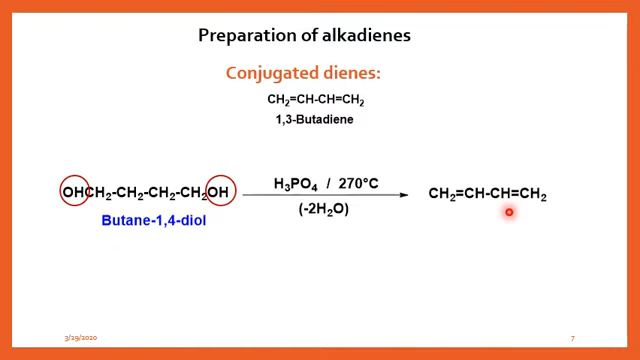 Preparation of alkadienes
Conjugated dienes:
CH₂=CH-CH=CH₂
1,3-Butadiene
OHCH₂-CH₂-CH₂-CH₂OH
H₃PO₄ / 270°C
(-2H₂O)
CH₂=CH-CH=CH₂
Butane-1,4-diol
3/29/2020
7